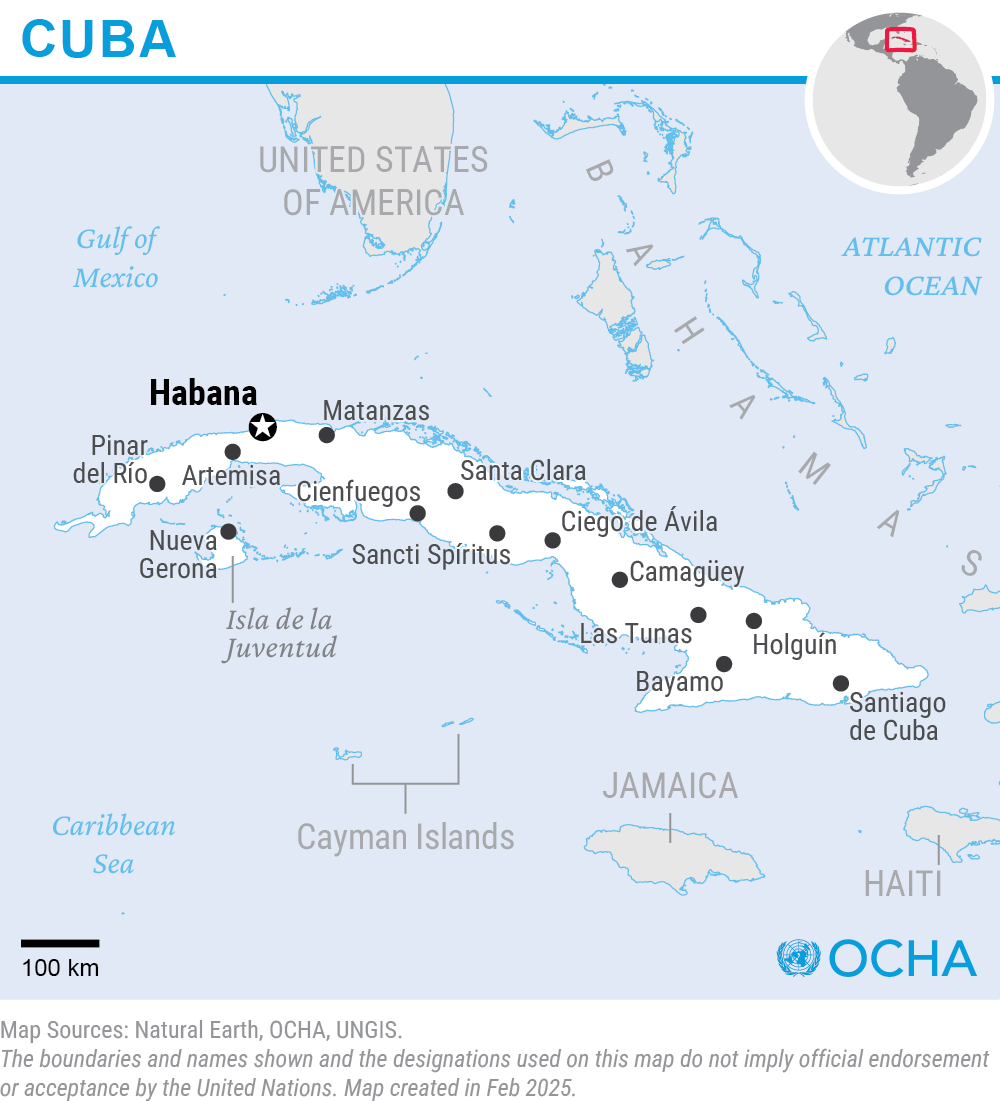 CUBA
UNITED STATES
OF AMERICA
BAHAMAS
Gulf of
Mexico
ATLANTIC
OCEAN
Habana
Matanzas
Pinar
del Río
Artemisa
Santa Clara
Cienfuegos
Ciego de Ávila
Nueva
Gerona
Sancti Spíritus
Camagüey
Isla de la
Juventud
Las Tunas
Holguín
Bayamo
Santiago
de Cuba
JAMAICA
Cayman Islands
Caribbean
Sea
HAITI
100 km
OCHA
Map Sources: Natural Earth, OCHA, UNGIS.
The boundaries and names shown and the designations used on this map do not imply official endorsement
or acceptance by the United Nations. Map created in Feb 2025.